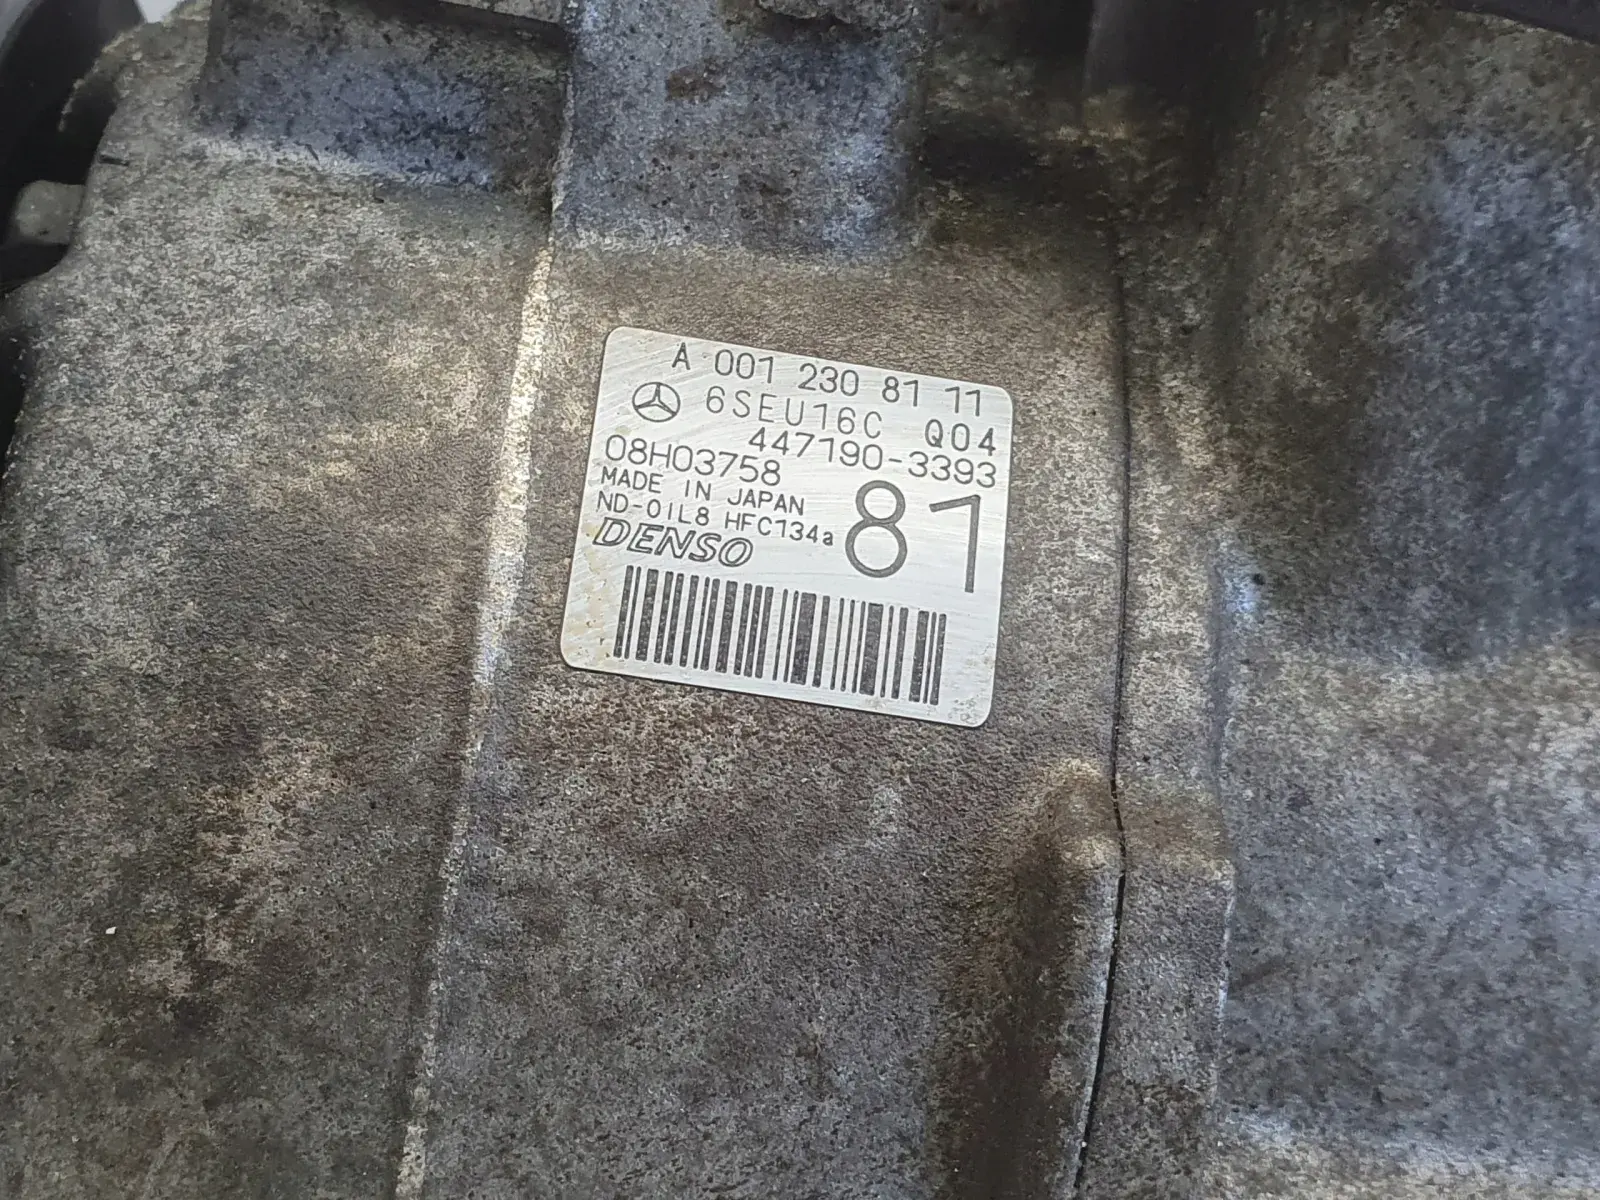 A 001 230 81 11
6SEU16C Q04
447190-3393
08H03758
MADE IN JAPAN
ND-OIL8 HFC134a
81
DENSO